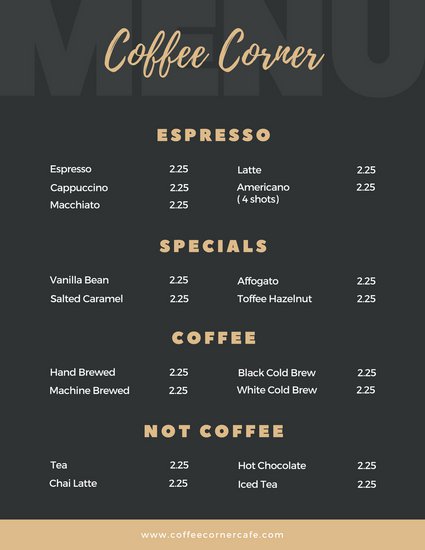 MENU
Coffee Corner
ESPRESSO
Espresso 2.25
Cappuccino 2.25
Macchiato 2.25
Latte 2.25
Americano 2.25
( 4 shots)
SPECIALS
Vanilla Bean 2.25
Salted Caramel 2.25
Affogato 2.25
Toffee Hazelnut 2.25
COFFEE
Hand Brewed 2.25
Machine Brewed 2.25
Black Cold Brew 2.25
White Cold Brew 2.25
NOT COFFEE
Tea 2.25
Chai Latte 2.25
Hot Chocolate 2.25
Iced Tea 2.25
www.coffeecornercafe.com